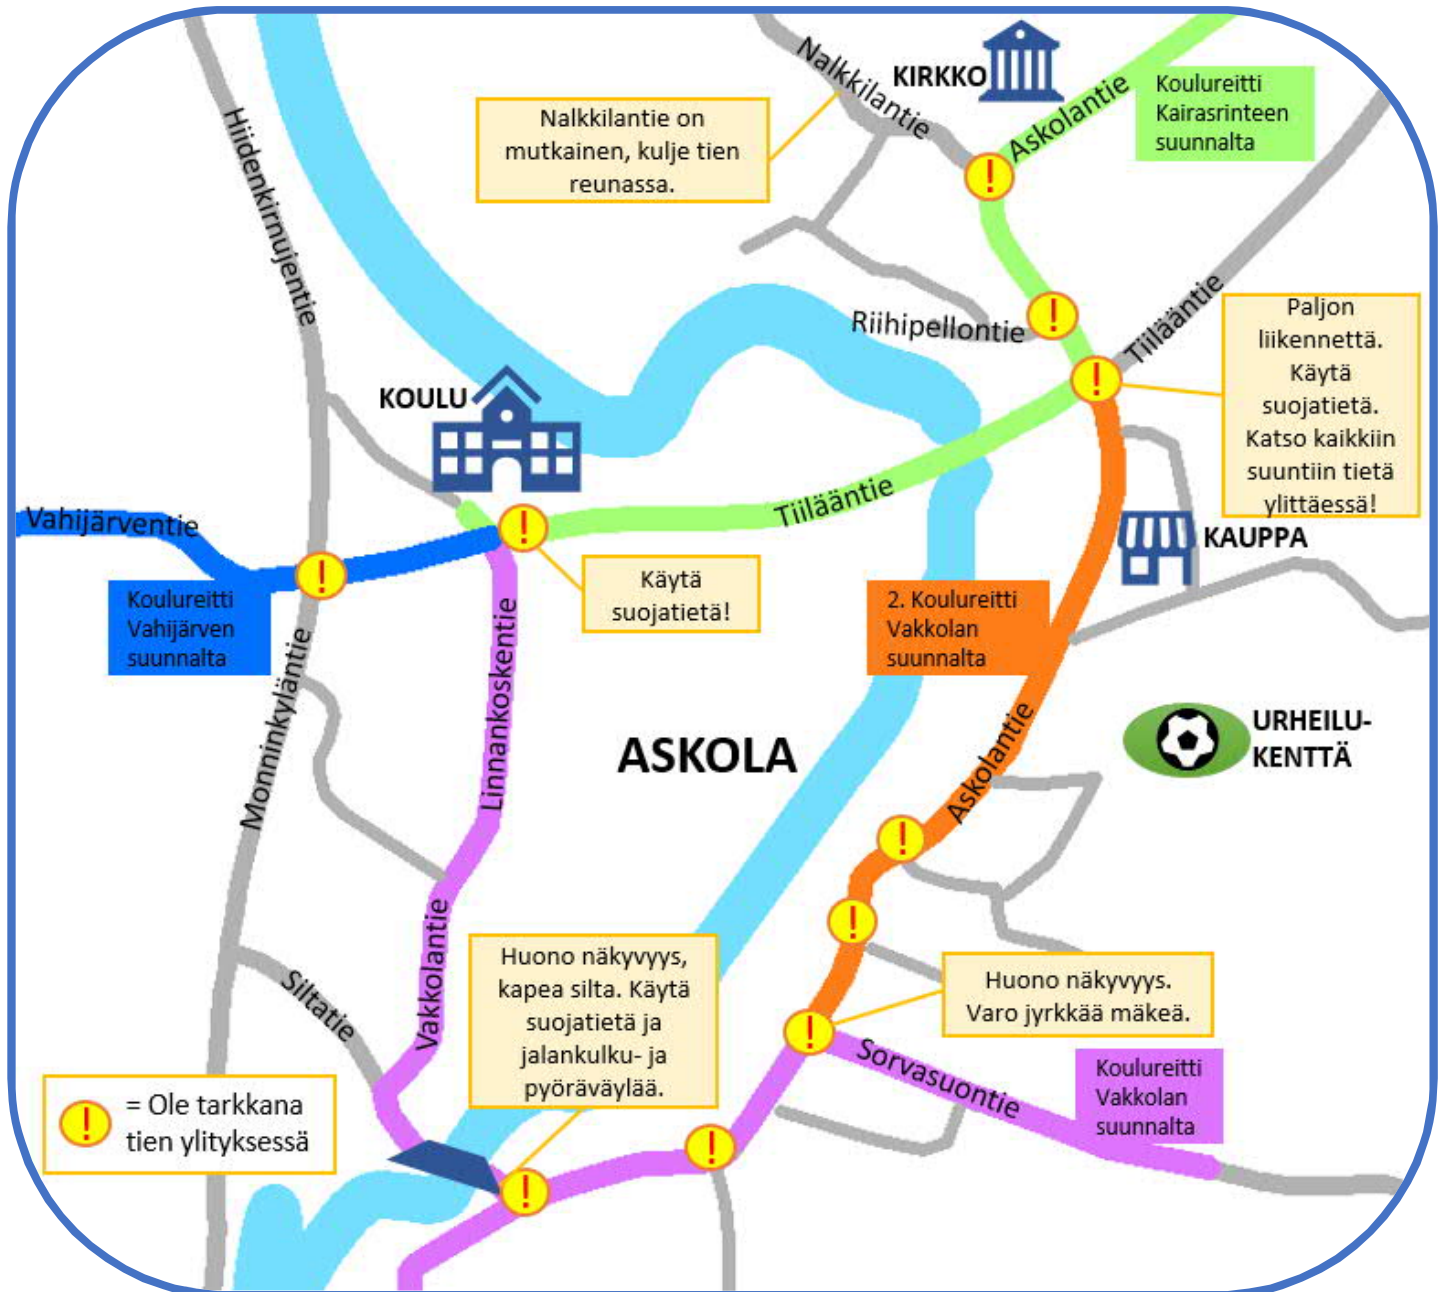 Nalkkilantie
KIRKKO
Askolantie
Koulureitti
Kairasrinteen
suunnalta
Nalkkilantie on
mutkainen, kulje tien
reunassa.
Hiidenkirnujentie
Riihipellontie
Tiilääntie
Paljon
liikennettä.
Käytä
suojatietä.
Katso kaikkiin
suuntiin tietä
ylittäessä!
KOULU
Tiilääntie
Vahijärventie
KAUPPA
Koulureitti
Vahijärven
suunnalta
Käytä
suojatietä!
2. Koulureitti
Vakkolan
suunnalta
Monninkyläntie
Linnankoskentie
ASKOLA
Askolantie
URHEILU-
KENTTÄ
Vakkolantie
Siltatie
Huono näkyvyys,
kapea silta. Käytä
suojatietä ja
jalankulku- ja
pyöräväylää.
Huono näkyvyys.
Varo jyrkkää mäkeä.
Sorvasuontie
Koulureitti
Vakkolan
suunnalta
! = Ole tarkkana
tien ylityksessä